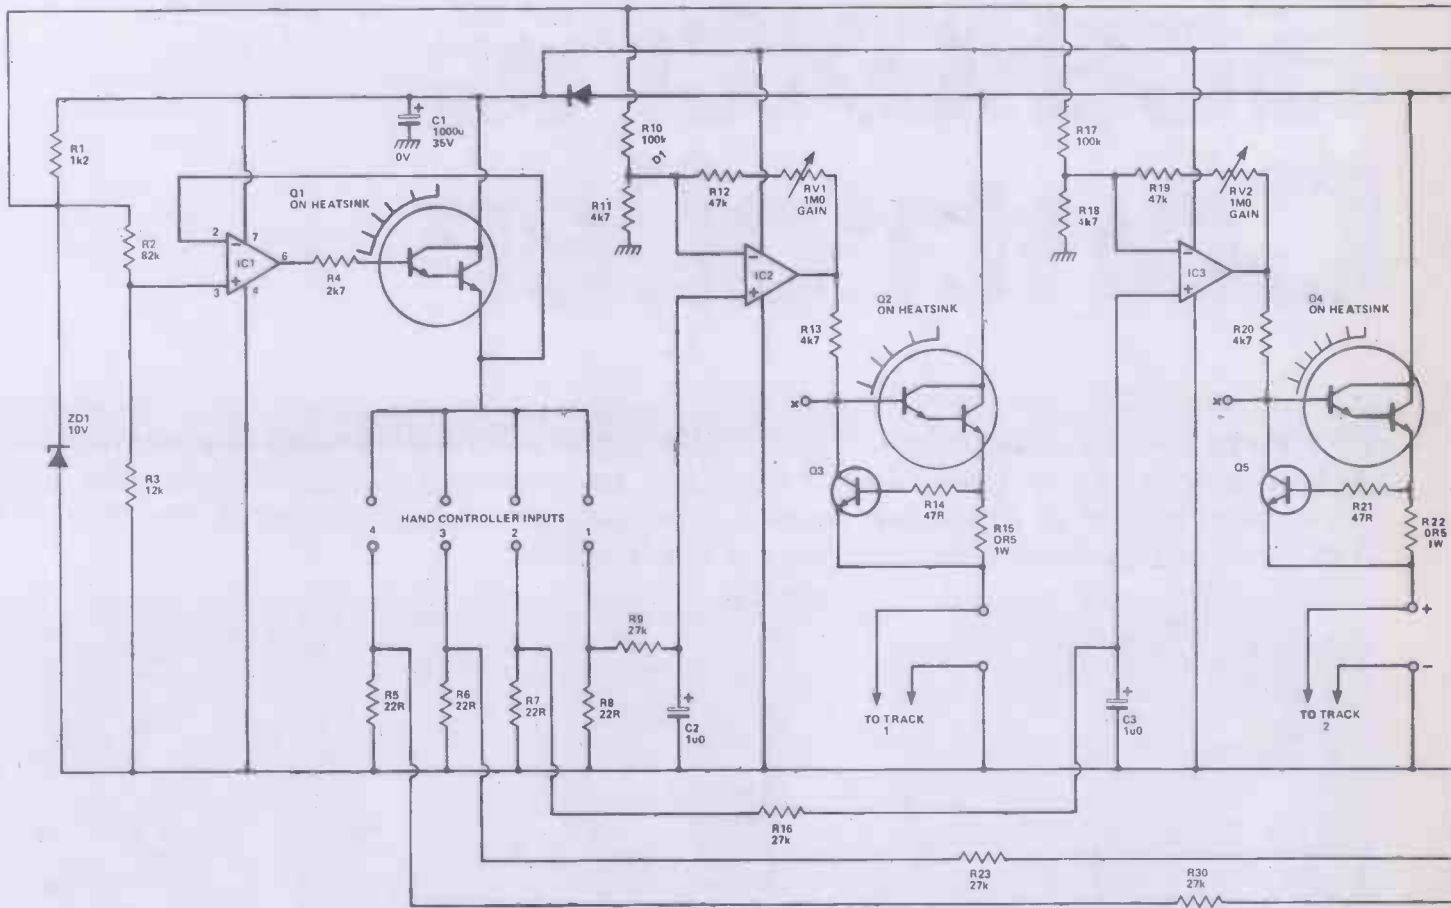 R1
1k2
R2
82k
R3
12k
ZD1
10V
2
7
IC1
6
3
4
R4
2k7
Q1
ON HEATSINK
+
C1
1000u
35V
0V
HAND CONTROLLER INPUTS
4
3
2
1
R5
22R
R6
22R
R7
22R
R8
22R
R9
27k
+
C2
1u0
R10
100k
D1
R11
4k7
R12
47k
RV1
1M0
GAIN
IC2
R13
4k7
Q2
ON HEATSINK
x
Q3
R14
47R
R15
0R5
1W
TO TRACK
1
R16
27k
R17
100k
R18
4k7
R19
47k
RV2
1M0
GAIN
IC3
R20
4k7
Q4
ON HEATSINK
x
Q5
R21
47R
R22
0R5
1W
+
-
TO TRACK
2
+
C3
1u0
R23
27k
R30
27k